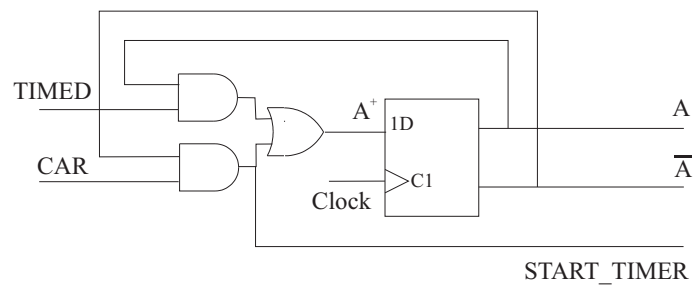 TIMED
CAR
A⁺
1D
C1
Clock
A
A̅
START_TIMER